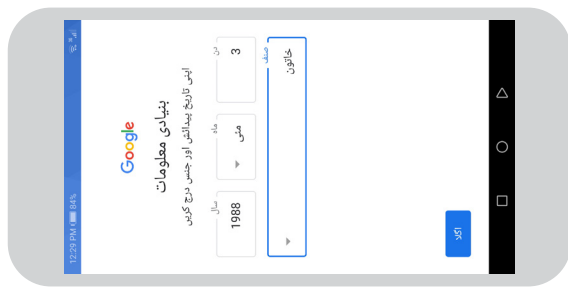 12:29 PM 84%
Google
بنیادی معلومات
اپنی تاریخ پیدائش اور جنس درج کریں
دن ماہ سال
3 مئی 1988
صنف
خاتون
اگلا